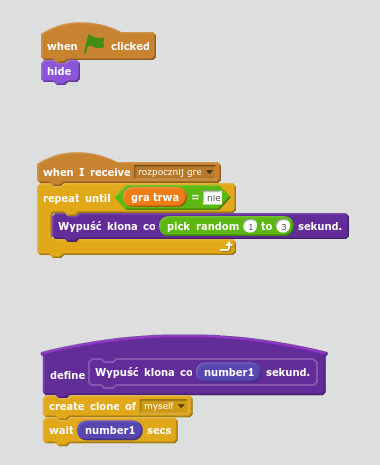 when clicked
hide
when I receive rozpocznij grę
repeat until gra trwa = nie
Wypuść klona co pick random 1 to 3 sekund.
define Wypuść klona co number1 sekund.
create clone of myself
wait number1 secs